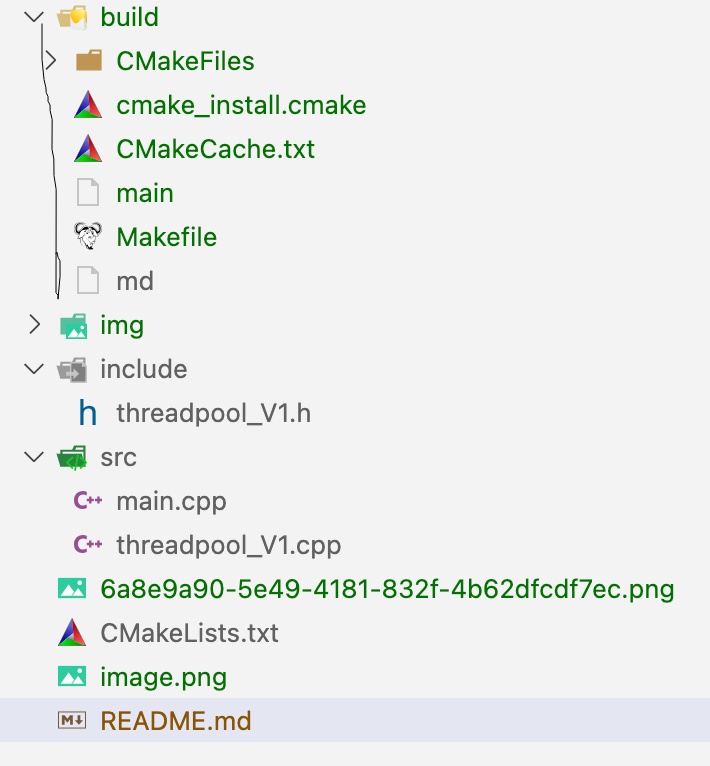 build
CMakeFiles
cmake_install.cmake
CMakeCache.txt
main
Makefile
md
img
include
h threadpool_V1.h
src
C++ main.cpp
C++ threadpool_V1.cpp
6a8e9a90-5e49-4181-832f-4b62dfcdf7ec.png
CMakeLists.txt
image.png
M↓ README.md